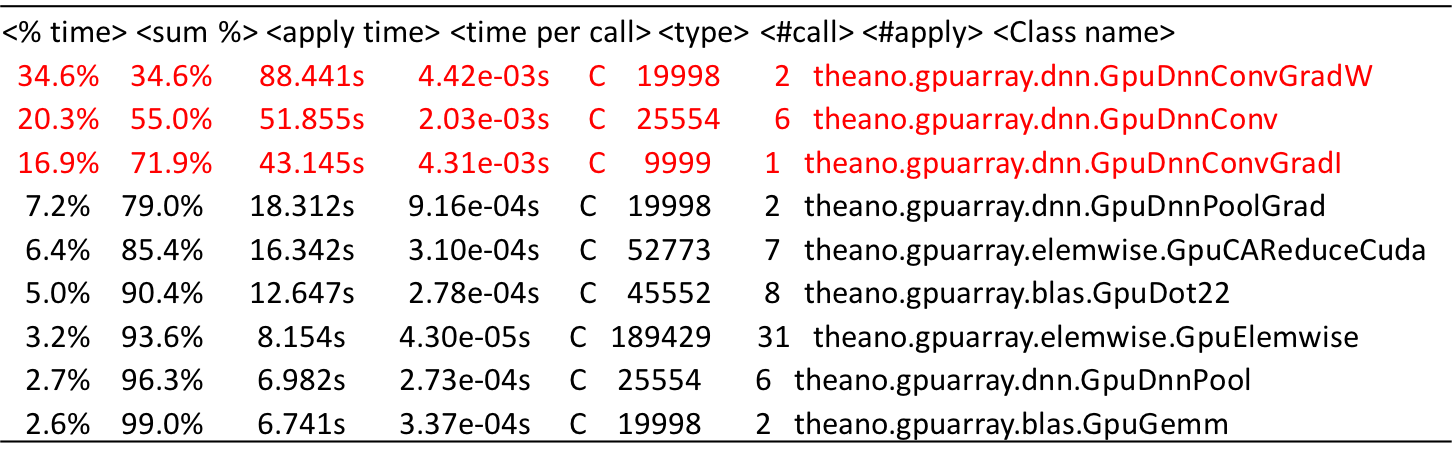 <% time> <sum %> <apply time> <time per call> <type> <#call> <#apply> <Class name>
34.6% 34.6% 88.441s 4.42e-03s C 19998 2 theano.gpuarray.dnn.GpuDnnConvGradW
20.3% 55.0% 51.855s 2.03e-03s C 25554 6 theano.gpuarray.dnn.GpuDnnConv
16.9% 71.9% 43.145s 4.31e-03s C 9999 1 theano.gpuarray.dnn.GpuDnnConvGradI
7.2% 79.0% 18.312s 9.16e-04s C 19998 2 theano.gpuarray.dnn.GpuDnnPoolGrad
6.4% 85.4% 16.342s 3.10e-04s C 52773 7 theano.gpuarray.elemwise.GpuCAReduceCuda
5.0% 90.4% 12.647s 2.78e-04s C 45552 8 theano.gpuarray.blas.GpuDot22
3.2% 93.6% 8.154s 4.30e-05s C 189429 31 theano.gpuarray.elemwise.GpuElemwise
2.7% 96.3% 6.982s 2.73e-04s C 25554 6 theano.gpuarray.dnn.GpuDnnPool
2.6% 99.0% 6.741s 3.37e-04s C 19998 2 theano.gpuarray.blas.GpuGemm